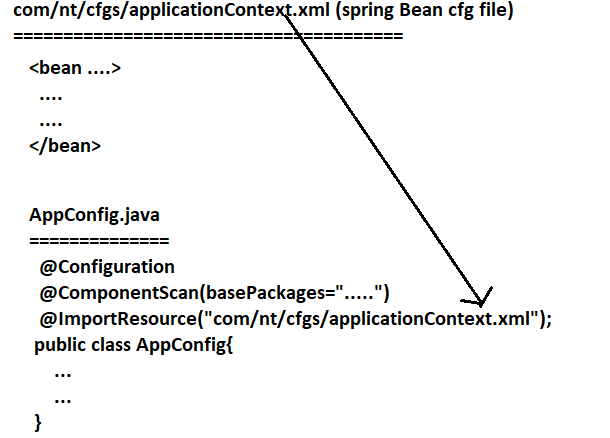 com/nt/cfgs/applicationContext.xml (spring Bean cfg file)
=======================================
<bean ....>
....
....
</bean>
AppConfig.java
==============
@Configuration
@ComponentScan(basePackages=".....")
@ImportResource("com/nt/cfgs/applicationContext.xml");
public class AppConfig{
...
...
}